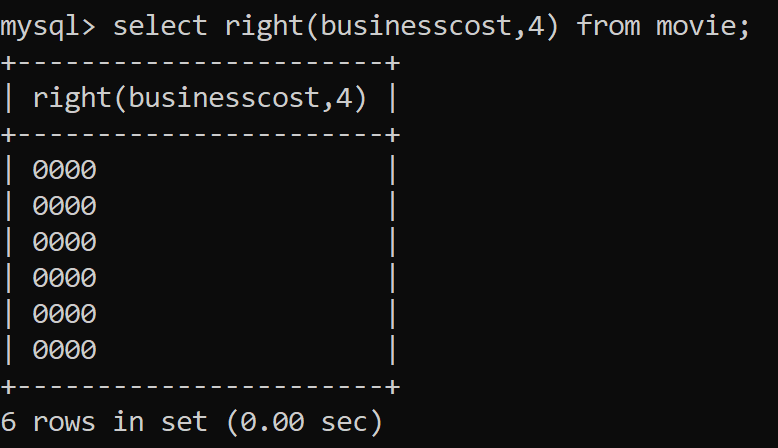 mysql> select right(businesscost,4) from movie;
+-----------------------+
| right(businesscost,4) |
+-----------------------+
| 0000                  |
| 0000                  |
| 0000                  |
| 0000                  |
| 0000                  |
| 0000                  |
+-----------------------+
6 rows in set (0.00 sec)